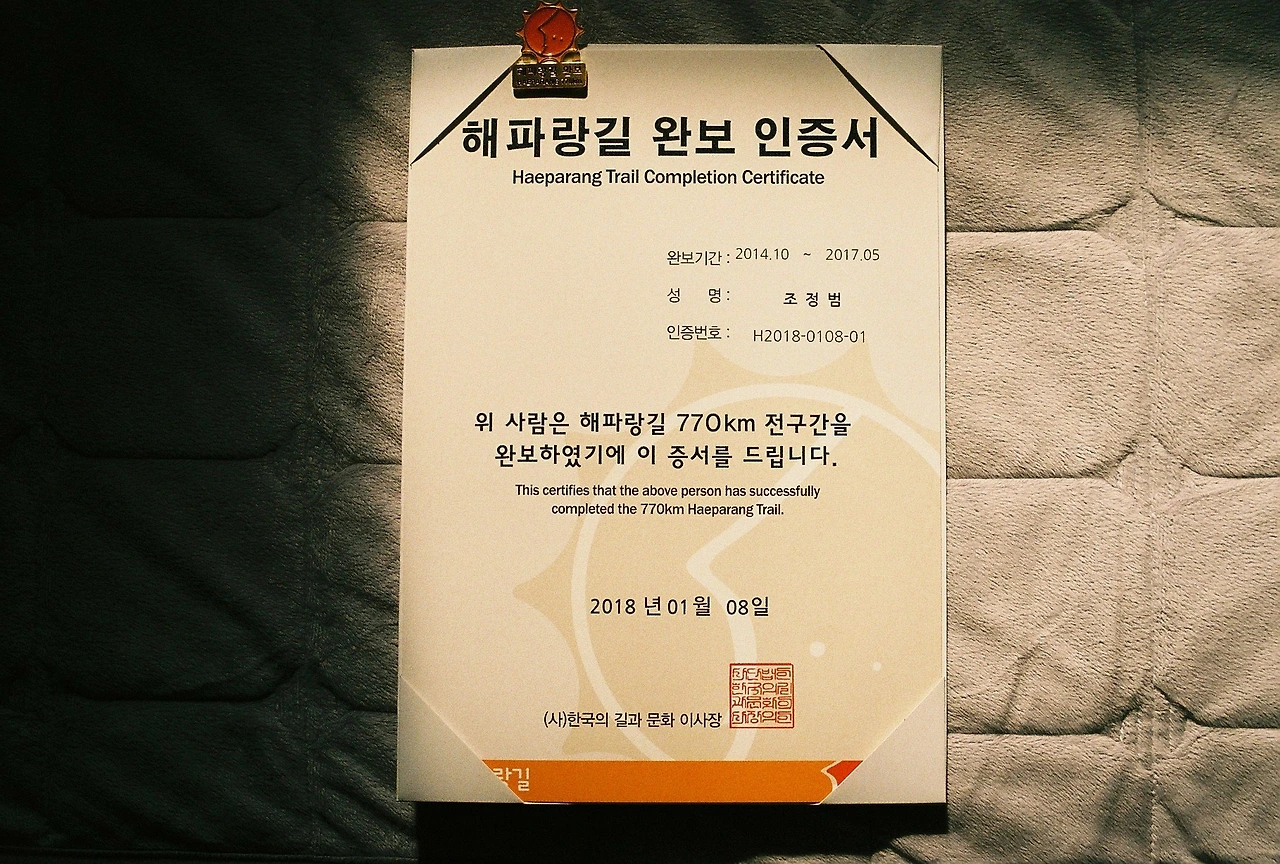 해파랑길 완보 인증서
Haeparang Trail Completion Certificate
완보기간 : 2014.10 ~ 2017.05
성 명 : 조 정 범
인증번호 : H2018-0108-01
위 사람은 해파랑길 770km 전구간을
완보하였기에 이 증서를 드립니다.
This certifies that the above person has successfully
completed the 770km Haeparang Trail.
2018 년 01 월 08일
(사)한국의 길과 문화 이사장
랑길